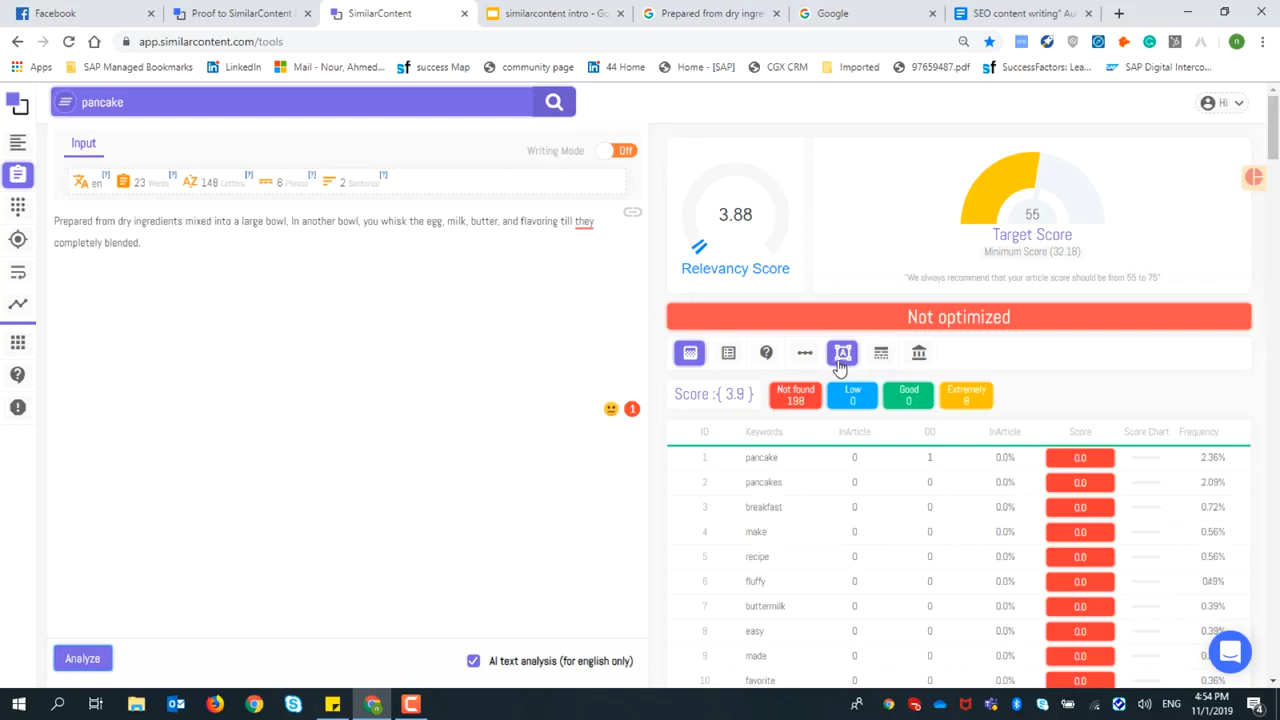 Facebook
Proof to SimilarContent
SimilarContent
similarcontent intro - Go
Prepared from dry ingre
Google
SEO content writing" Au
app.similarcontent.com/tools
Apps
SAP Managed Bookmarks
LinkedIn
Mail - Nour, Ahmed...
success Map
community page
44 Home
Home - [SAP]
CGX CRM
Imported
97659487.pdf
SuccessFactors: Lea...
SAP Digital Interco...
pancake
Hi
Input
Writing Mode
Off
en [?] 23 Words [?] 148 Letters [?] 6 Phrase [?] 2 Sentence [?]
Prepared from dry ingredients mixed into a large bowl, In another bowl, you whisk the egg, milk, butter, and flavoring till they
completely blended.
1
Analyze
AI text analysis (for english only)
3.88
Relevancy Score
55
Target Score
Minimum Score (32.18)
"We always recommend that your article score should be from 55 to 75"
Not optimized
Score :{ 3.9 }
Not found
198
Low
0
Good
0
Extremely
8
ID Keywords InArticle DO InArticle Score Score Chart Frequency
1 pancake 0 1 0.0% 0.0 2.36%
2 pancakes 0 0 0.0% 0.0 2.09%
3 breakfast 0 0 0.0% 0.0 0.72%
4 make 0 0 0.0% 0.0 0.56%
5 recipe 0 0 0.0% 0.0 0.56%
6 fluffy 0 0 0.0% 0.0 0.49%
7 buttermilk 0 0 0.0% 0.0 0.39%
8 easy 0 0 0.0% 0.0 0.39%
9 made 0 0 0.0% 0.0
10 favorite 0 0 0.0% 0.0 0.36%
ENG
4:54 PM
11/1/2019
4